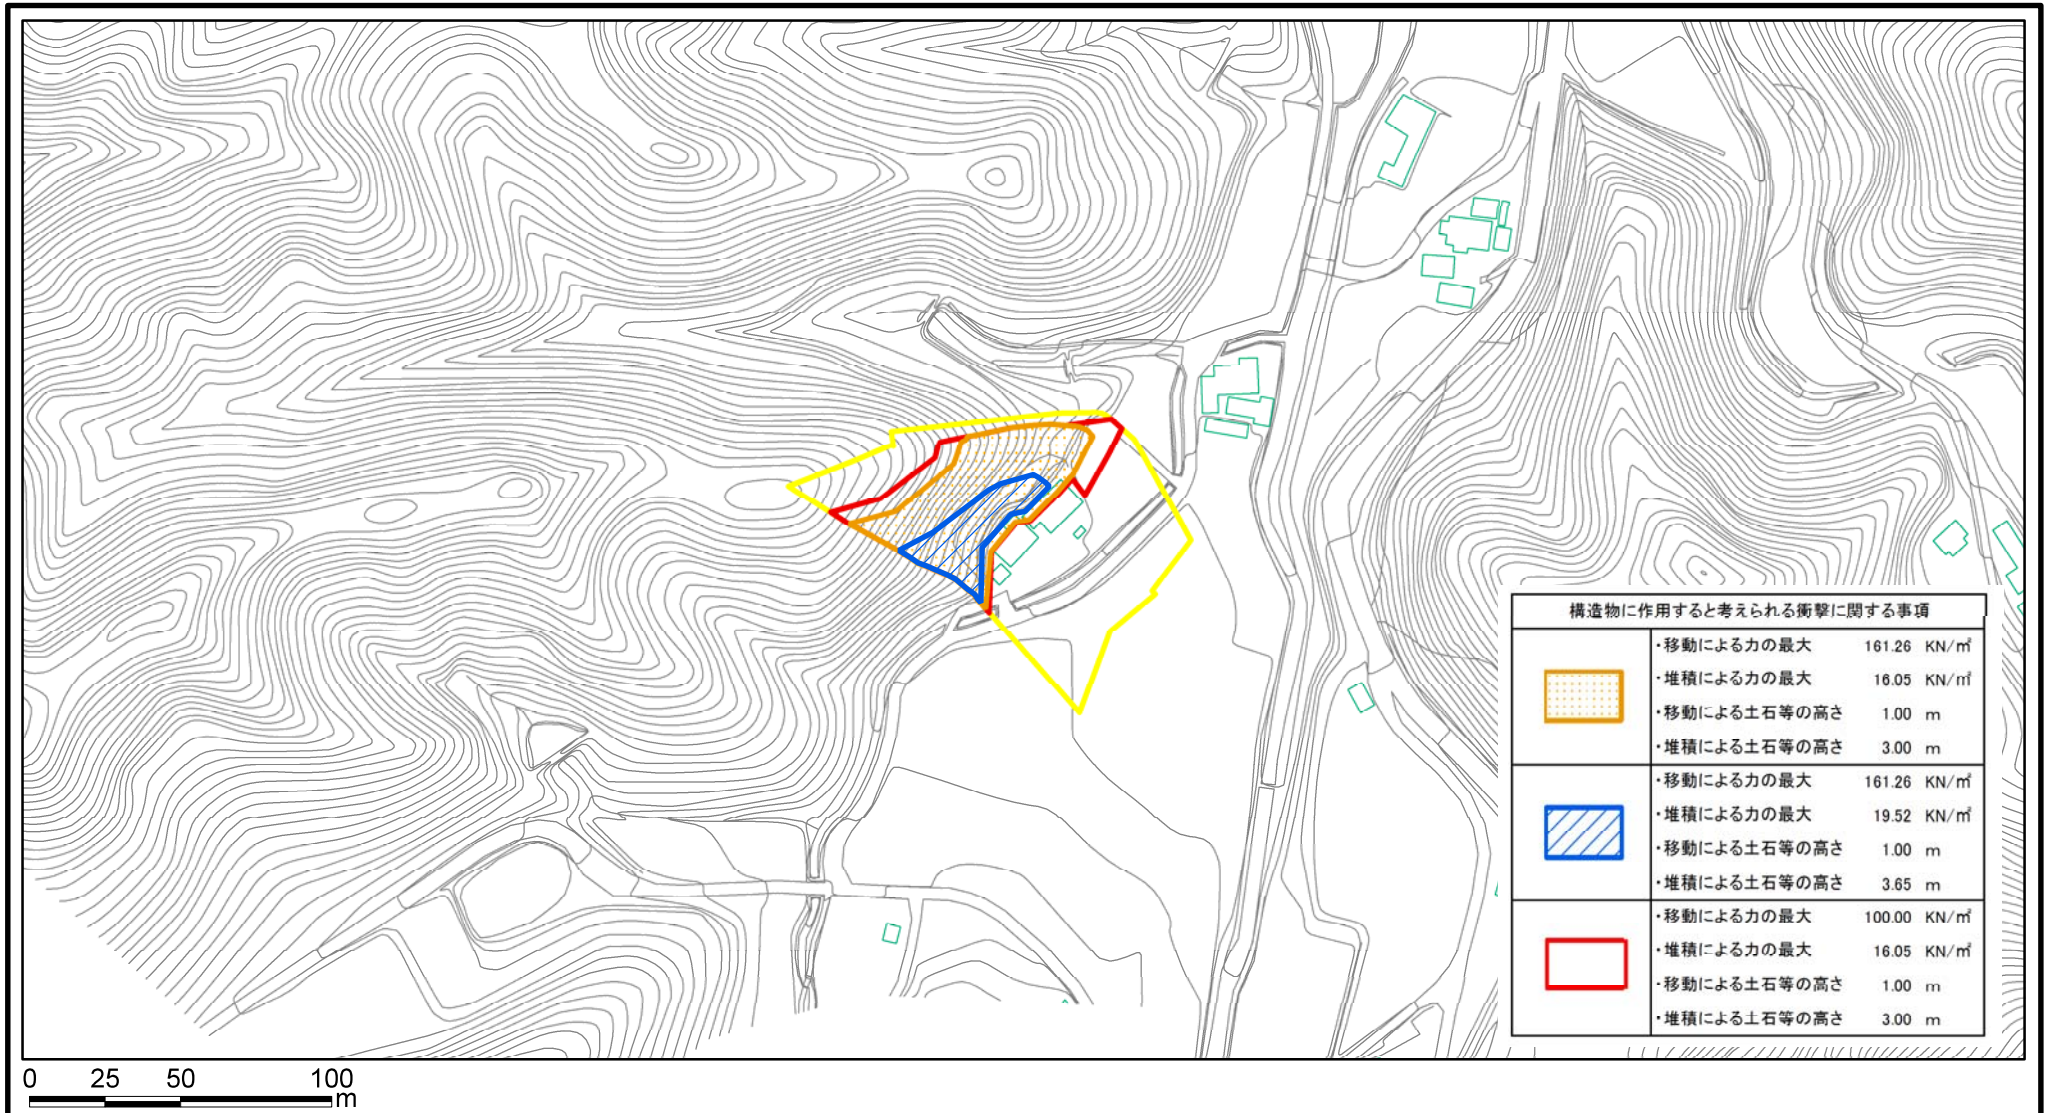 構造物に作用すると考えられる衝撃に関する事項
・移動による力の最大 161.26 KN/㎡
・堆積による力の最大 16.05 KN/㎡
・移動による土石等の高さ 1.00 m
・堆積による土石等の高さ 3.00 m
・移動による力の最大 161.26 KN/㎡
・堆積による力の最大 19.52 KN/㎡
・移動による土石等の高さ 1.00 m
・堆積による土石等の高さ 3.65 m
・移動による力の最大 100.00 KN/㎡
・堆積による力の最大 16.05 KN/㎡
・移動による土石等の高さ 1.00 m
・堆積による土石等の高さ 3.00 m
0 25 50 100
m